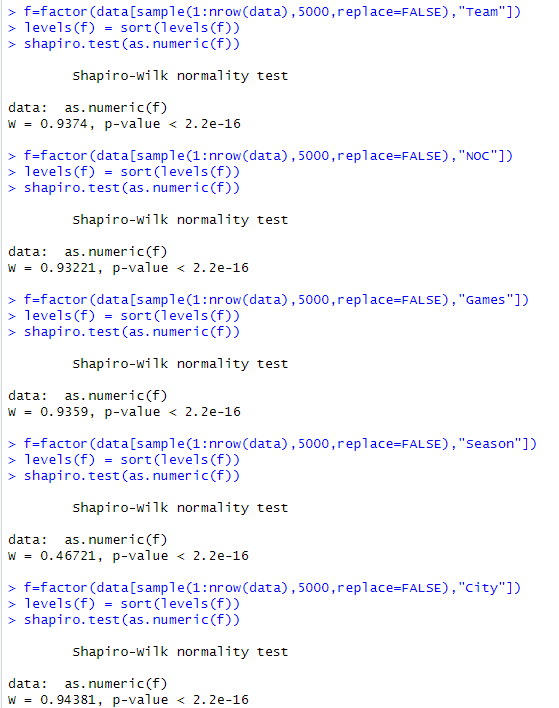 > f=factor(data[sample(1:nrow(data),5000,replace=FALSE),"Team"])
> levels(f) = sort(levels(f))
> shapiro.test(as.numeric(f))
Shapiro-Wilk normality test
data:  as.numeric(f)
W = 0.9374, p-value < 2.2e-16
> f=factor(data[sample(1:nrow(data),5000,replace=FALSE),"NOC"])
> levels(f) = sort(levels(f))
> shapiro.test(as.numeric(f))
Shapiro-Wilk normality test
data:  as.numeric(f)
W = 0.93221, p-value < 2.2e-16
> f=factor(data[sample(1:nrow(data),5000,replace=FALSE),"Games"])
> levels(f) = sort(levels(f))
> shapiro.test(as.numeric(f))
Shapiro-Wilk normality test
data:  as.numeric(f)
W = 0.9359, p-value < 2.2e-16
> f=factor(data[sample(1:nrow(data),5000,replace=FALSE),"Season"])
> levels(f) = sort(levels(f))
> shapiro.test(as.numeric(f))
Shapiro-Wilk normality test
data:  as.numeric(f)
W = 0.46721, p-value < 2.2e-16
> f=factor(data[sample(1:nrow(data),5000,replace=FALSE),"City"])
> levels(f) = sort(levels(f))
> shapiro.test(as.numeric(f))
Shapiro-Wilk normality test
data:  as.numeric(f)
W = 0.94381, p-value < 2.2e-16